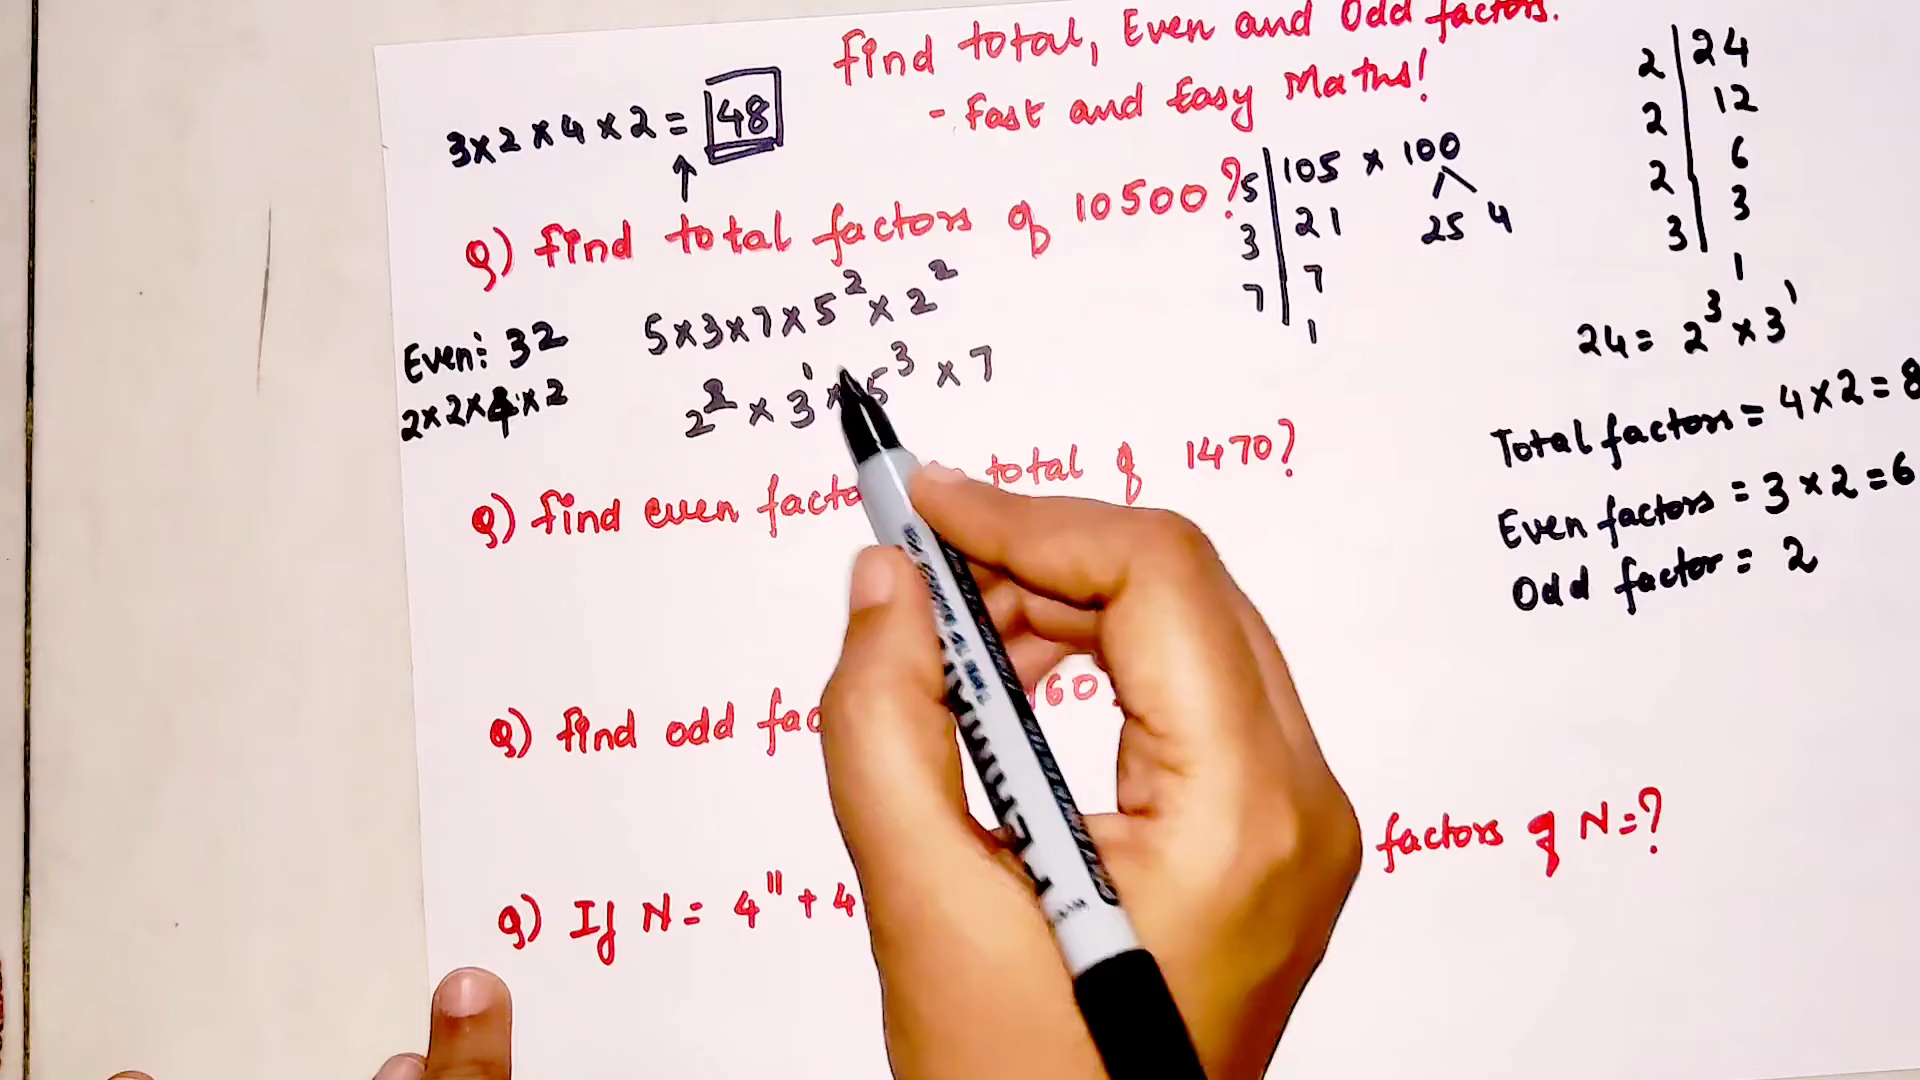 Find total, Even and Odd factors.
- Fast and Easy Maths!
3×2×4×2 = 48
↑
Q) Find total factors of 10500?
5×3×7×5²×2²
2² × 3¹ × 5³ × 7
Even: 32
2×2×4×2
5 | 105 × 100
3 | 21 25 4
7 | 7
1
2 | 24
2 | 12
2 | 6
3 | 3
1
24 = 2³ × 3¹
Total factors = 4×2=8
Even factors = 3×2=6
Odd factor = 2
Q) Find even total of 1470?
Q) Find odd 160
Q) If N = 4¹¹ + 4 factors of N=?